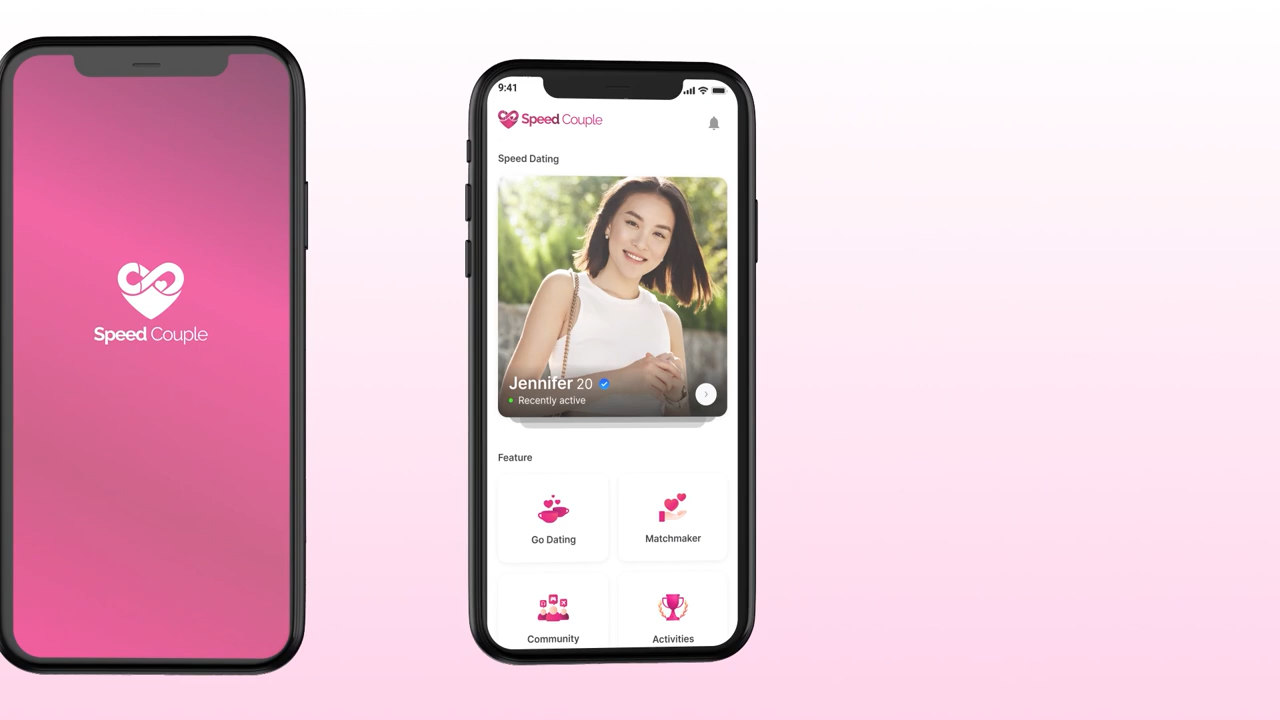 Speed Couple
9:41
Speed Couple
Speed Dating
Jennifer 20
Recently active
Feature
Go Dating
Matchmaker
Community
Activities